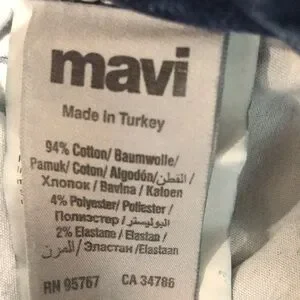 mavi
Made in Turkey
94% Cotton/Baumwolle/
Pamuk/Coton/Algodón/القطن/
Хлопок / Bavlna / Katoen
4% Polyester/Poliester/
Полиэстер/البوليستر/
2% Elastane/Elastan/
المرن/Эластан/Elastaan
RN 95767 CA 34786